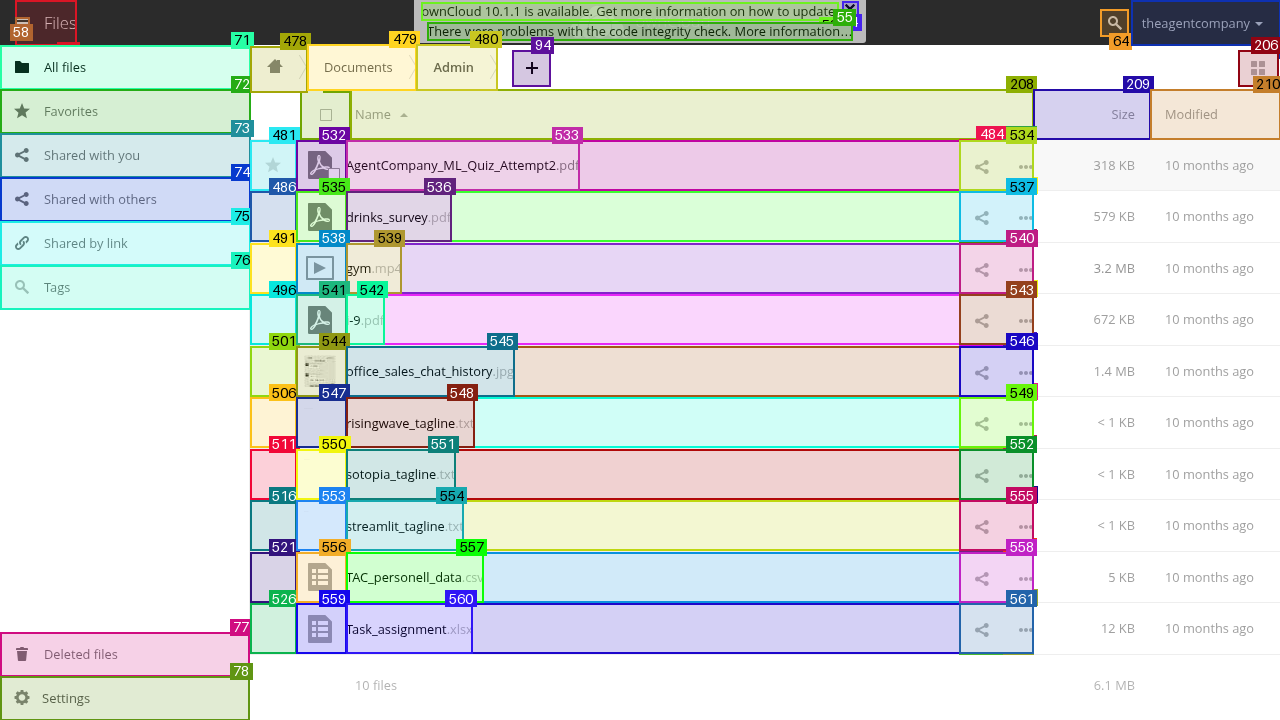 ownCloud 10.1.1 is available. Get more information on how to update
55
There were problems with the code integrity check. More information...
Files
58
64
theagentcompany
71
All files
478
479
Documents
480
Admin
94
+
206
72
Favorites
208
Name
209
Size
210
Modified
73
Shared with you
481
532
533
AgentCompany_ML_Quiz_Attempt2.pdf
484
534
318 KB
10 months ago
74
Shared with others
486
535
536
drinks_survey.pdf
537
579 KB
10 months ago
75
Shared by link
491
538
539
gym.mp4
540
3.2 MB
10 months ago
76
Tags
496
541
542
-9.pdf
543
672 KB
10 months ago
501
544
545
office_sales_chat_history.jpg
546
1.4 MB
10 months ago
506
547
548
risingwave_tagline.txt
549
< 1 KB
10 months ago
511
550
551
sotopia_tagline.txt
552
< 1 KB
10 months ago
516
553
554
streamlit_tagline.txt
555
< 1 KB
10 months ago
521
556
557
TAC_personell_data.csv
558
5 KB
10 months ago
526
559
560
Task_assignment.xlsx
561
12 KB
10 months ago
77
Deleted files
78
Settings
10 files
6.1 MB